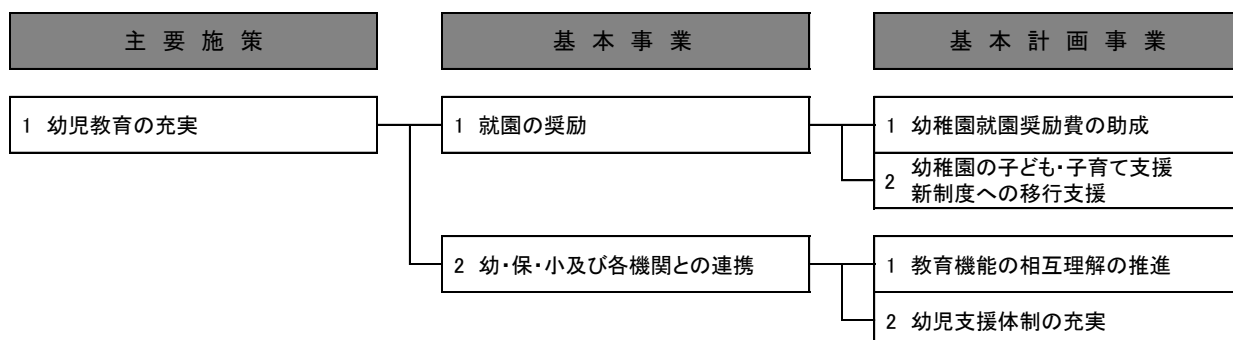 主要施策
基本事業
基本計画事業
1 幼児教育の充実
1 就園の奨励
1 幼稚園就園奨励費の助成
2 幼稚園の子ども・子育て支援
新制度への移行支援
2 幼・保・小及び各機関との連携
1 教育機能の相互理解の推進
2 幼児支援体制の充実